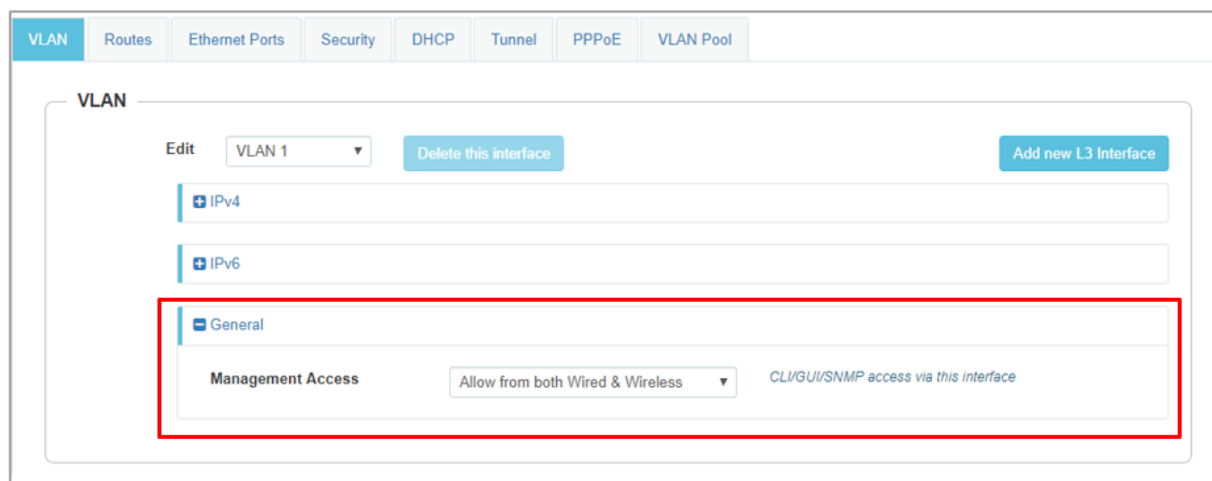 VLAN Routes Ethernet Ports Security DHCP Tunnel PPPoE VLAN Pool
VLAN
Edit VLAN 1 Delete this interface Add new L3 Interface
IPv4
IPv6
General
Management Access Allow from both Wired & Wireless CLI/GUI/SNMP access via this interface